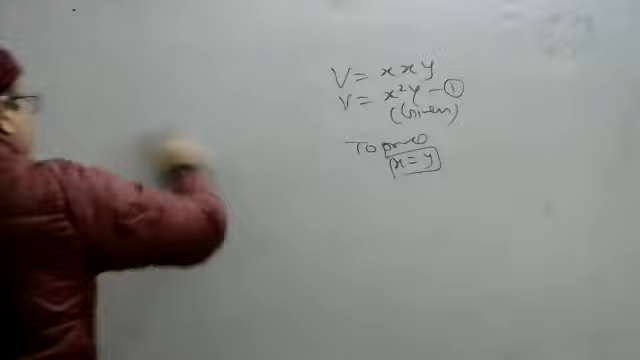 V = x x y
V = x²y - ①
(Given)
To prove
x = y